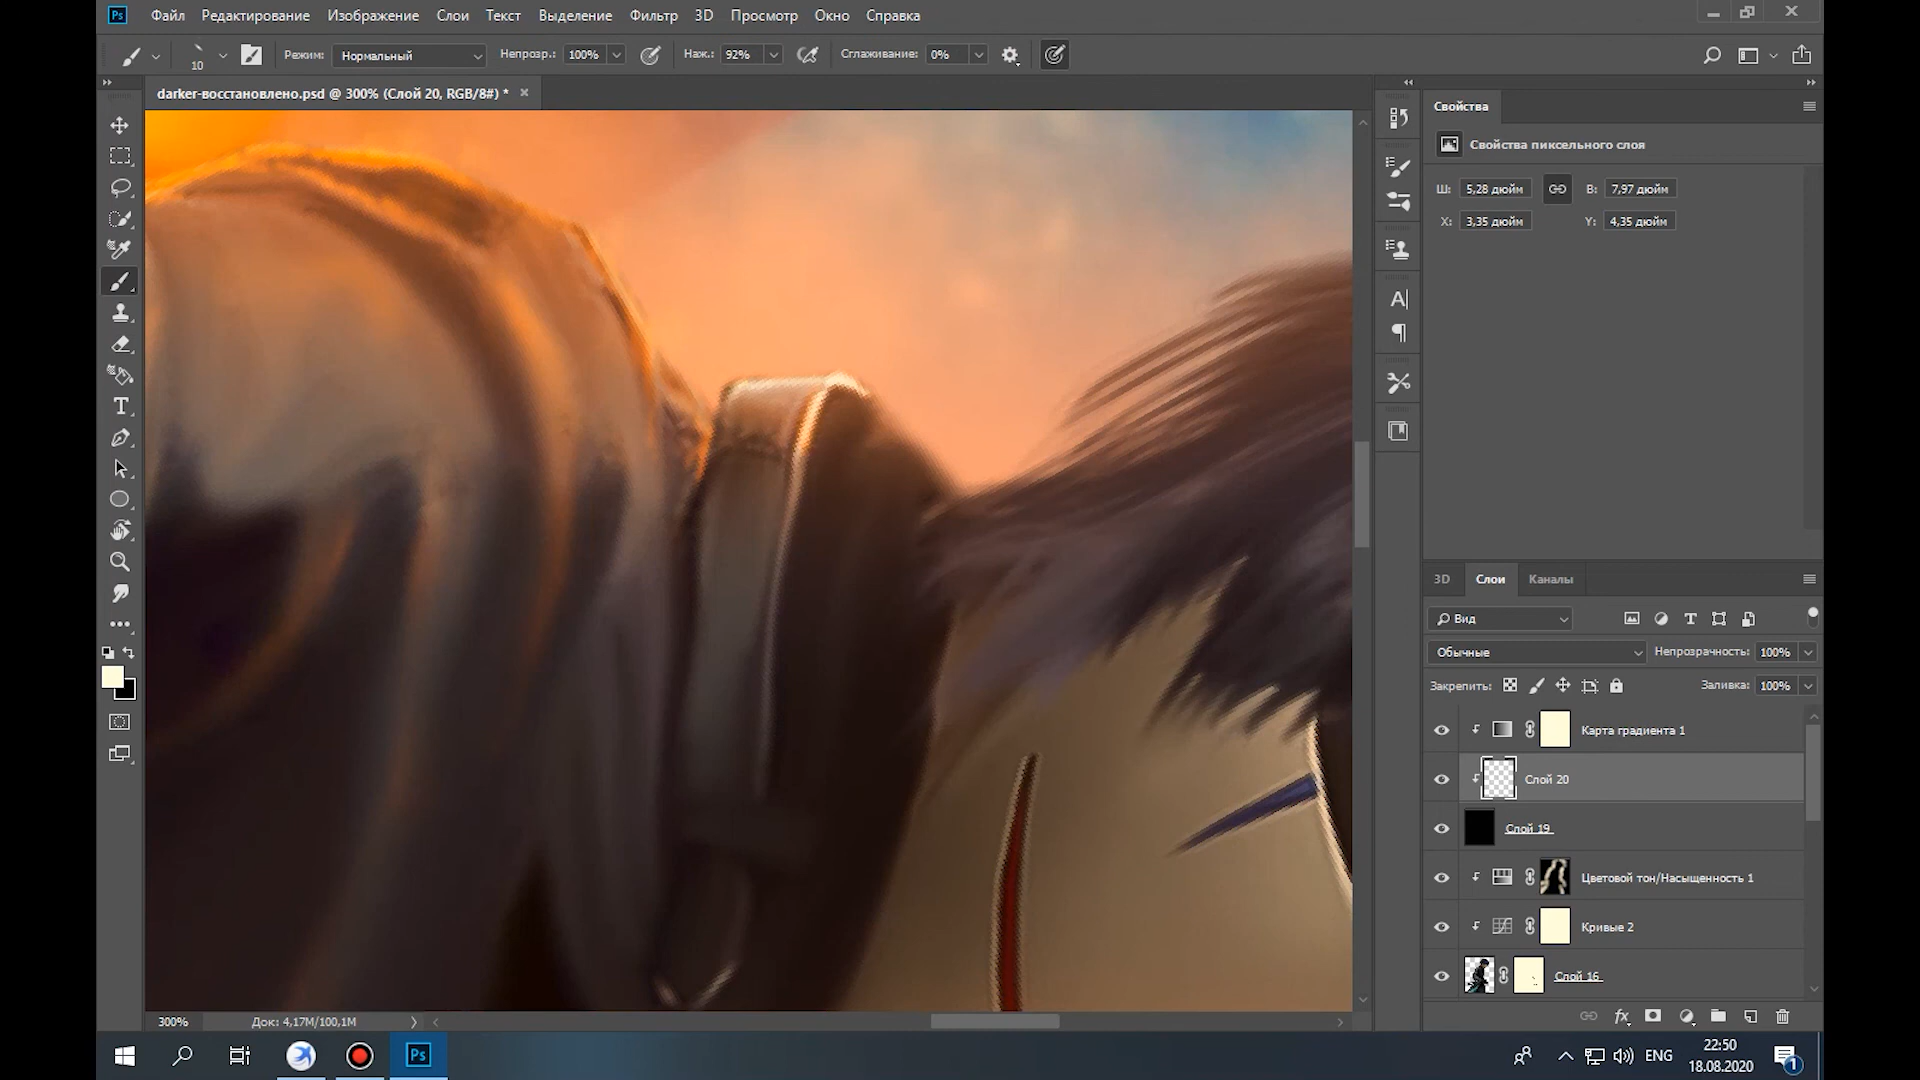 Ps Файл Редактирование Изображение Слои Текст Выделение Фильтр 3D Просмотр Окно Справка
10 Режим: Нормальный Непрозр.: 100% Наж.: 92% Сглаживание: 0%
darker-восстановлено.psd @ 300% (Слой 20, RGB/8#) *
Свойства
Свойства пиксельного слоя
Ш: 5,28 дюйм В: 7,97 дюйм
X: 3,35 дюйм Y: 4,35 дюйм
3D Слои Каналы
Вид
Обычные Непрозрачность: 100%
Закрепить: Заливка: 100%
Карта градиента 1
Слой 20
Слой 19
Цветовой тон/Насыщенность 1
Кривые 2
Слой 16
300% Док: 4,17M/100,1M
Ps ENG 22:50
18.08.2020
1